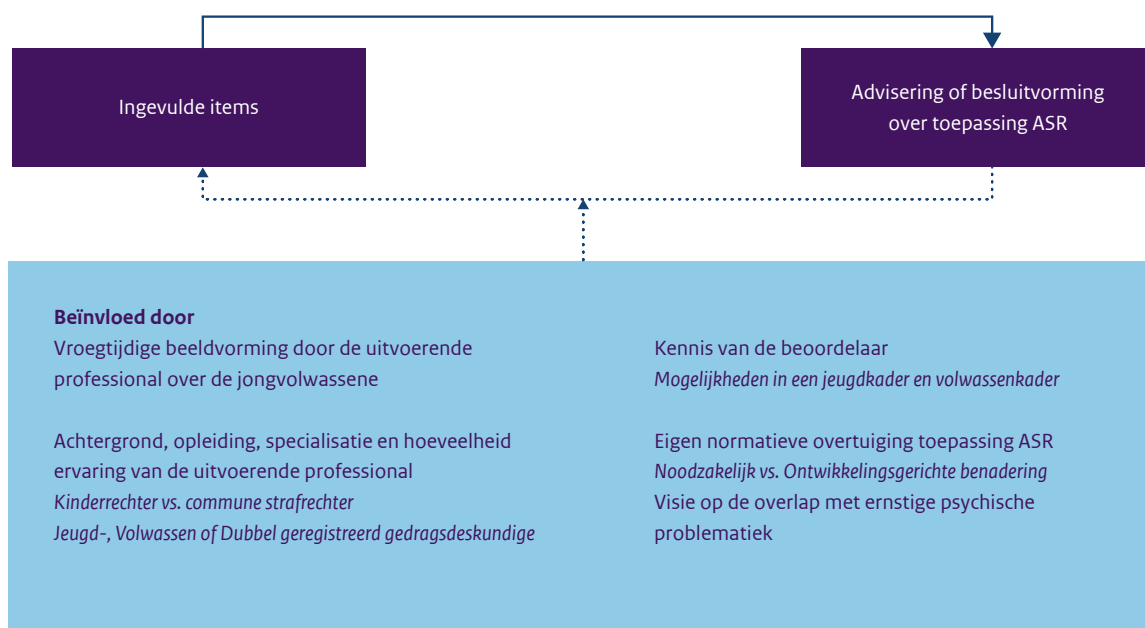 Ingevulde items
Advisering of besluitvorming
over toepassing ASR
Beïnvloed door
Vroegtijdige beeldvorming door de uitvoerende
professional over de jongvolwassene
Achtergrond, opleiding, specialisatie en hoeveelheid
ervaring van de uitvoerende professional
Kinderrechter vs. commune strafrechter
Jeugd-, Volwassen of Dubbel geregistreerd gedragsdeskundige
Kennis van de beoordelaar
Mogelijkheden in een jeugdkader en volwassenkader
Eigen normatieve overtuiging toepassing ASR
Noodzakelijk vs. Ontwikkelingsgerichte benadering
Visie op de overlap met ernstige psychische
problematiek